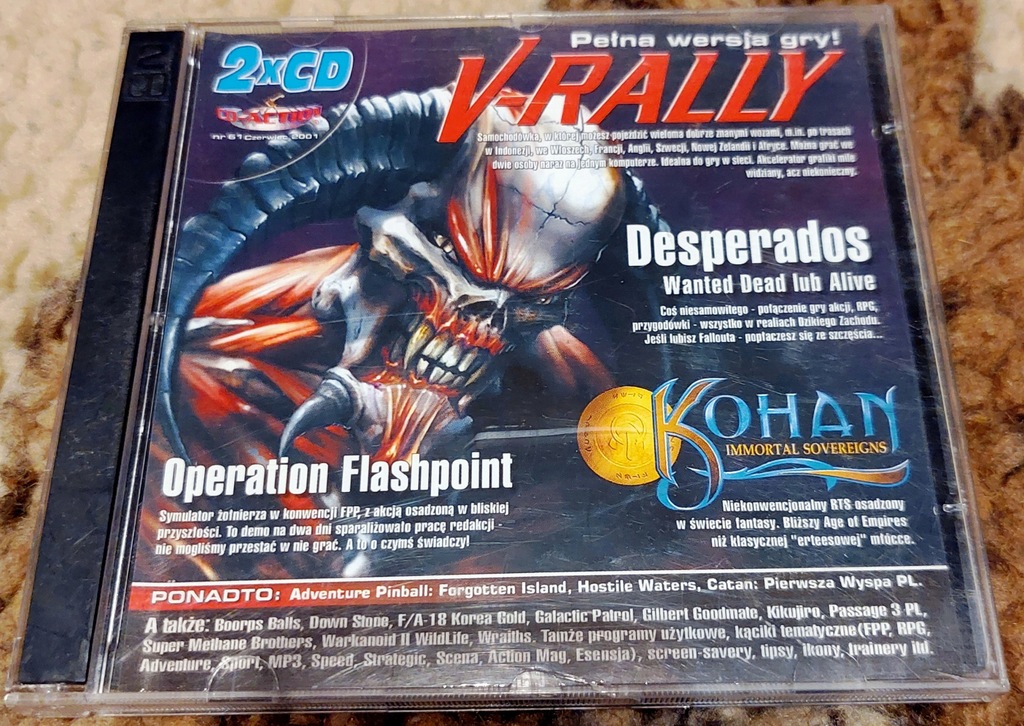 2 CD
2xCD
CD-ACTION
nr 61 Czerwiec 2001
Pełna wersja gry!
V-RALLY
Samochodówka, w której możesz pojeździć wieloma dobrze znanymi wozami, m.in. po trasach
w Indonezji, we Włoszech, Francji, Anglii, Szwecji, Nowej Zelandii i Afryce. Można grać we
dwie osoby naraz na jednym komputerze. Idealna do gry w sieci. Akcelerator grafiki mile
widziany, acz niekonieczny.
Desperados
Wanted Dead lub Alive
Coś niesamowitego - połączenie gry akcji, RPG,
przygodówki - wszystko w realiach Dzikiego Zachodu.
Jeśli lubisz Fallouta - popłaczesz się ze szczęścia...
KOHAN
IMMORTAL SOVEREIGNS
Niekonwencjonalny RTS osadzony
w świecie fantasy. Bliższy Age of Empires
niż klasycznej "erteesowej" młócce.
Operation Flashpoint
Symulator żołnierza w konwencji FPP, z akcją osadzoną w bliskiej
przyszłości. To demo na dwa dni sparaliżowało pracę redakcji -
nie mogliśmy przestać w nie grać. A to o czymś świadczy!
PONADTO: Adventure Pinball: Forgotten Island, Hostile Waters, Catan: Pierwsza Wyspa PL.
A także: Boorps Balls, Down Stone, F/A-18 Korea Gold, Galactic Patrol, Gilbert Goodmate, Kikujiro, Passage 3 PL,
Super Methane Brothers, Warkanoid II WildLife, Wraiths. Tamże programy użytkowe, kąciki tematyczne(FPP, RPG,
Adventure, Sport, MP3, Speed, Strategic, Scena, Action Mag, Esensja), screen-savery, tipsy, ikony, trainery itd.